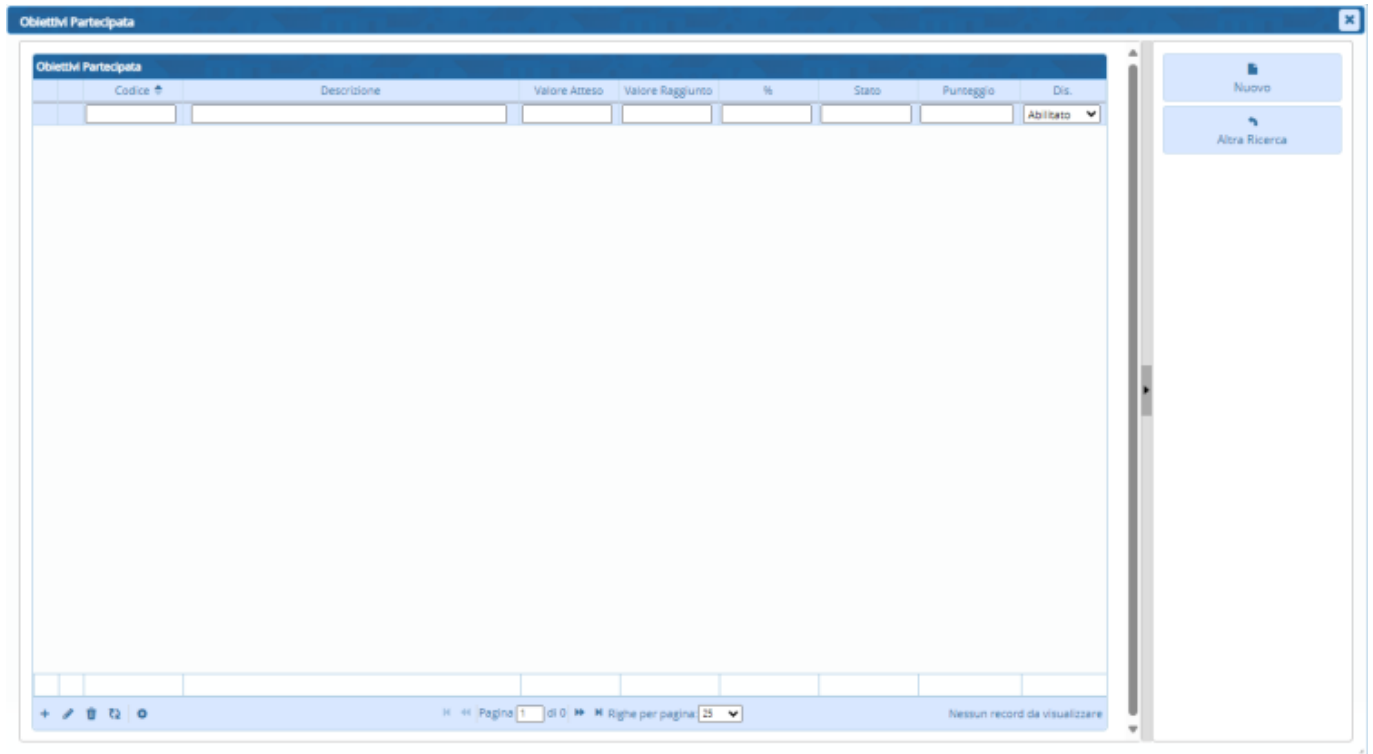 Obiettivi Partecipata
Obiettivi Partecipata
Codice Descrizione Valore Atteso Valore Raggiunto % Stato Punteggio Dis.
Abilitato
Nuovo
Altra Ricerca
Pagina 1 di 0 Righe per pagina: 25 Nessun record da visualizzare